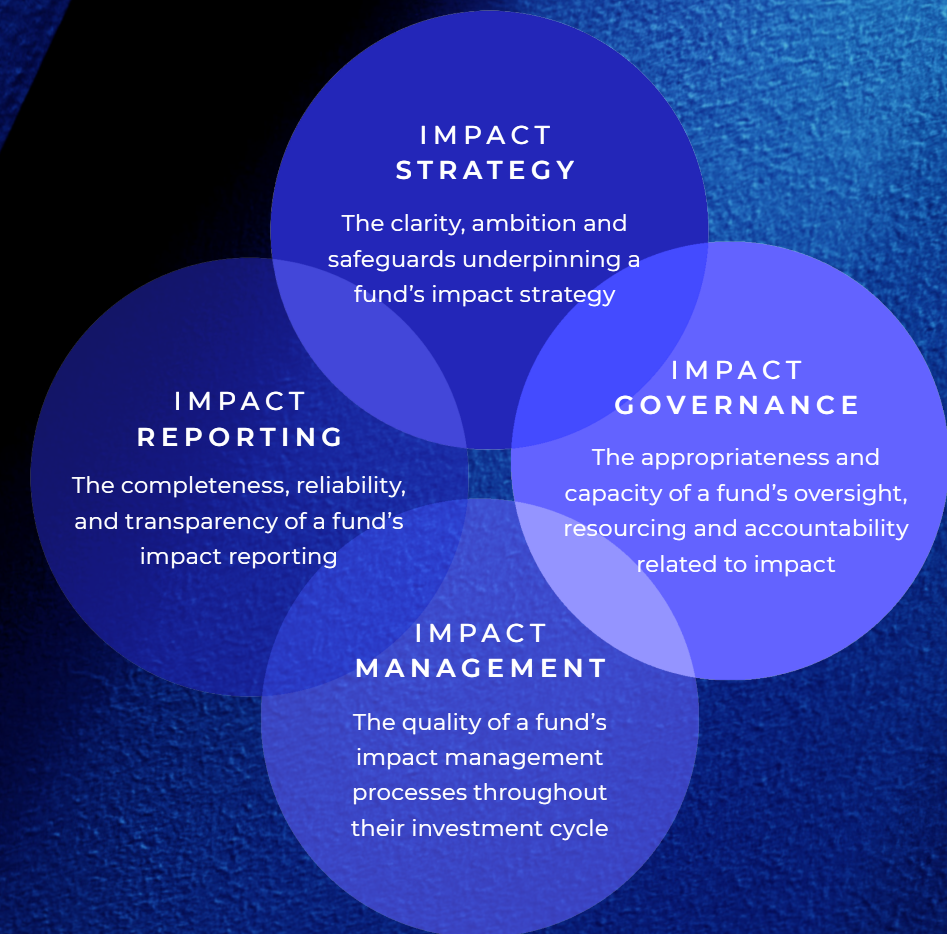 IMPACT
STRATEGY
The clarity, ambition and
safeguards underpinning a
fund’s impact strategy
IMPACT
GOVERNANCE
The appropriateness and
capacity of a fund’s oversight,
resourcing and accountability
related to impact
IMPACT
REPORTING
The completeness, reliability,
and transparency of a fund’s
impact reporting
IMPACT
MANAGEMENT
The quality of a fund’s
impact management
processes throughout
their investment cycle